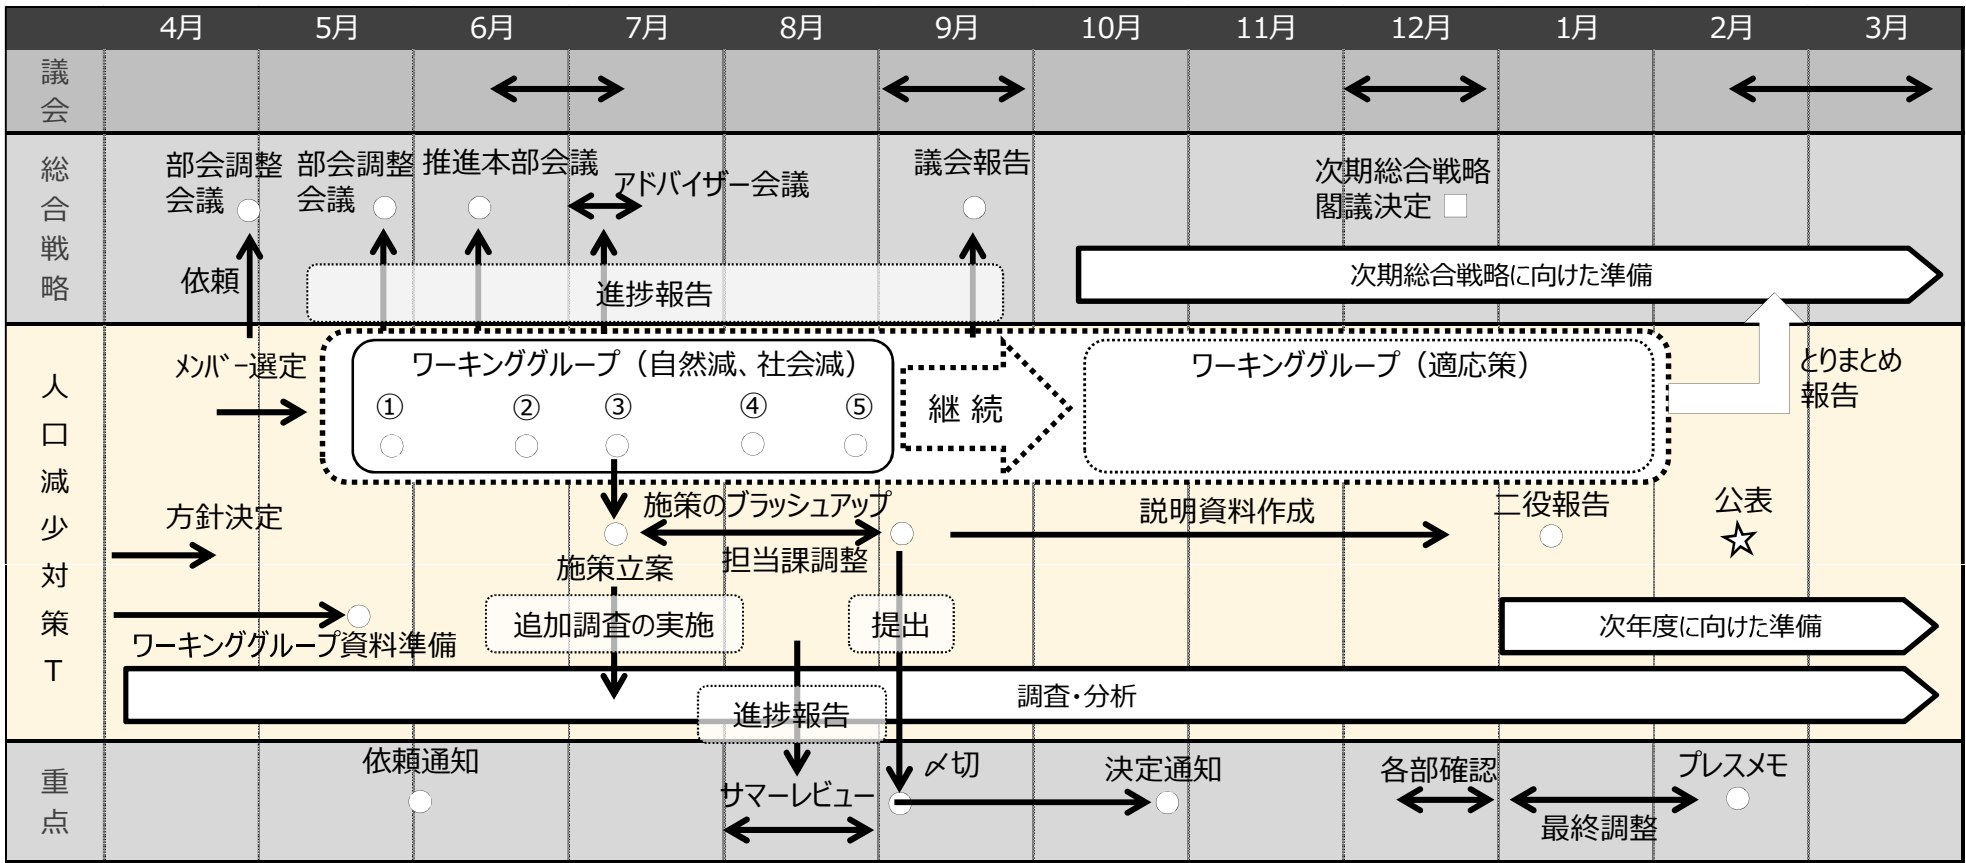 4月 5月 6月 7月 8月 9月 10月 11月 12月 1月 2月 3月
議会
総合戦略
部会調整
会議
部会調整
会議
推進本部会議
アドバイザー会議
議会報告
次期総合戦略
閣議決定
依頼
進捗報告
次期総合戦略に向けた準備
人口減少対策T
メンバー選定
ワーキンググループ（自然減、社会減）
① ② ③ ④ ⑤
継 続
ワーキンググループ（適応策）
とりまとめ
報告
方針決定
施策のブラッシュアップ
担当課調整
施策立案
説明資料作成
二役報告
公表
ワーキンググループ資料準備
追加調査の実施
提出
次年度に向けた準備
調査・分析
進捗報告
重点
依頼通知
サマーレビュー
〆切
決定通知
各部確認
最終調整
プレスメモ